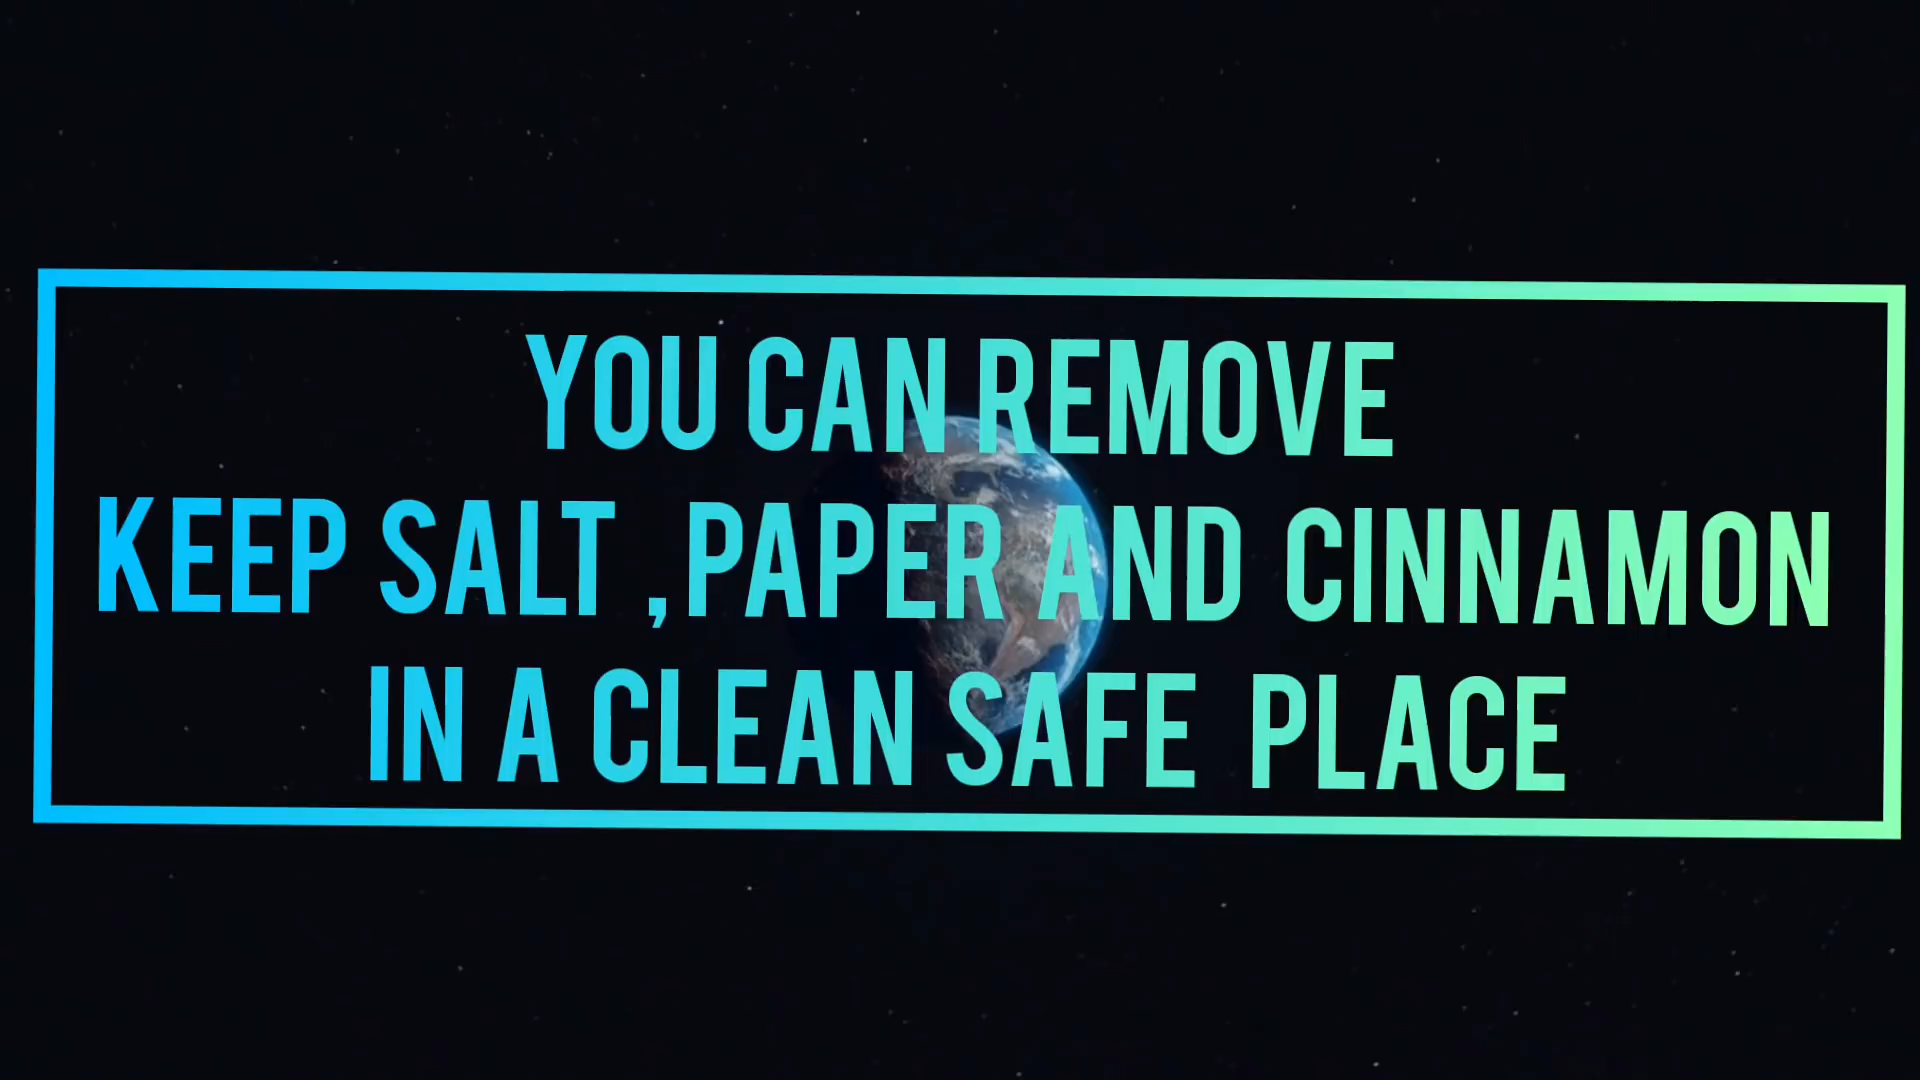 YOU CAN REMOVE
KEEP SALT ,PAPER AND CINNAMON
IN A CLEAN SAFE PLACE